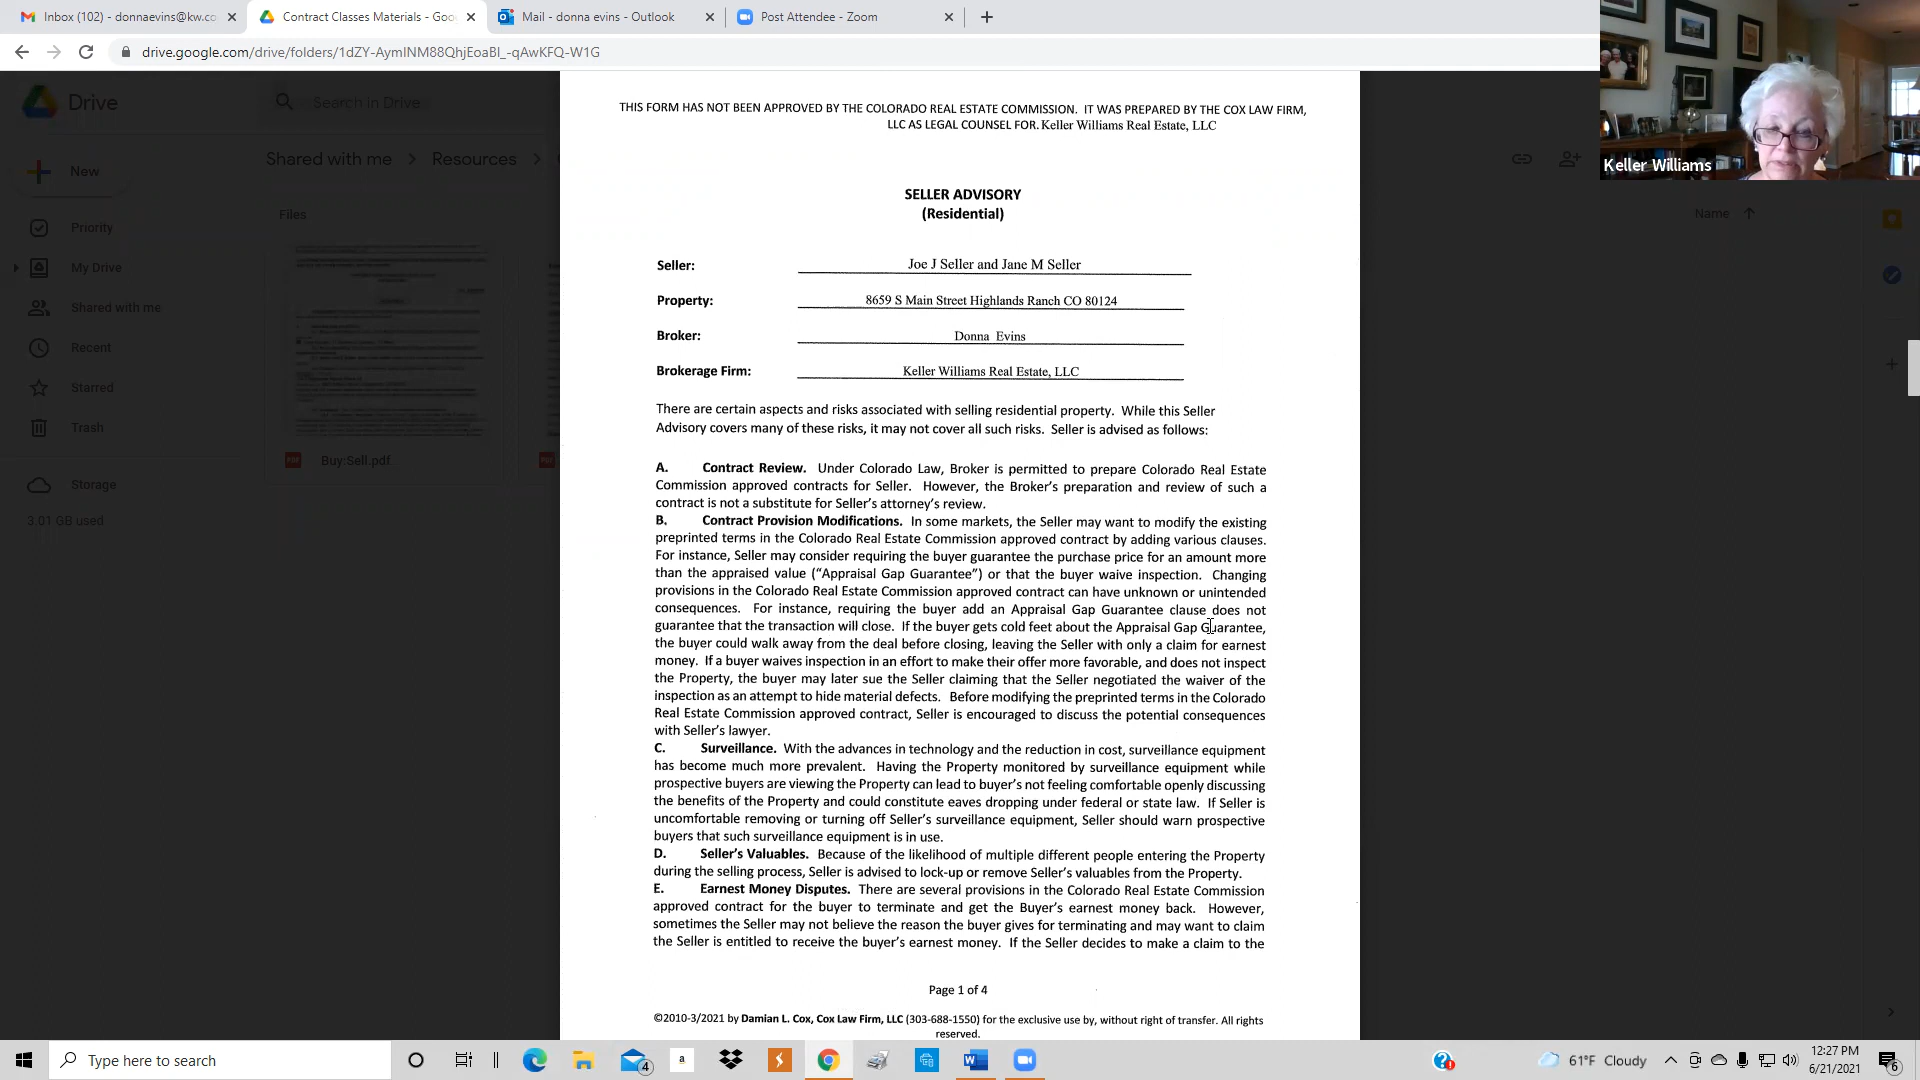 Inbox (102) - donnaevins@kw.co
Contract Classes Materials - Goo
Mail - donna evins - Outlook
Post Attendee - Zoom
drive.google.com/drive/folders/1dZY-AymINM88QhjEoaBI_-qAwKFQ-W1G
Drive
Search in Drive
Shared with me > Resources >
New
Files
Name
Priority
My Drive
Shared with me
Recent
Starred
Trash
Buy:Sell.pdf
Storage
3.01 GB used
Keller Williams
THIS FORM HAS NOT BEEN APPROVED BY THE COLORADO REAL ESTATE COMMISSION. IT WAS PREPARED BY THE COX LAW FIRM,
LLC AS LEGAL COUNSEL FOR. Keller Williams Real Estate, LLC
SELLER ADVISORY
(Residential)
Seller: Joe J Seller and Jane M Seller
Property: 8659 S Main Street Highlands Ranch CO 80124
Broker: Donna Evins
Brokerage Firm: Keller Williams Real Estate, LLC
There are certain aspects and risks associated with selling residential property. While this Seller
Advisory covers many of these risks, it may not cover all such risks. Seller is advised as follows:
A. Contract Review. Under Colorado Law, Broker is permitted to prepare Colorado Real Estate
Commission approved contracts for Seller. However, the Broker's preparation and review of such a
contract is not a substitute for Seller's attorney's review.
B. Contract Provision Modifications. In some markets, the Seller may want to modify the existing
preprinted terms in the Colorado Real Estate Commission approved contract by adding various clauses.
For instance, Seller may consider requiring the buyer guarantee the purchase price for an amount more
than the appraised value ("Appraisal Gap Guarantee") or that the buyer waive inspection. Changing
provisions in the Colorado Real Estate Commission approved contract can have unknown or unintended
consequences. For instance, requiring the buyer add an Appraisal Gap Guarantee clause does not
guarantee that the transaction will close. If the buyer gets cold feet about the Appraisal Gap Guarantee,
the buyer could walk away from the deal before closing, leaving the Seller with only a claim for earnest
money. If a buyer waives inspection in an effort to make their offer more favorable, and does not inspect
the Property, the buyer may later sue the Seller claiming that the Seller negotiated the waiver of the
inspection as an attempt to hide material defects. Before modifying the preprinted terms in the Colorado
Real Estate Commission approved contract, Seller is encouraged to discuss the potential consequences
with Seller's lawyer.
C. Surveillance. With the advances in technology and the reduction in cost, surveillance equipment
has become much more prevalent. Having the Property monitored by surveillance equipment while
prospective buyers are viewing the Property can lead to buyer's not feeling comfortable openly discussing
the benefits of the Property and could constitute eaves dropping under federal or state law. If Seller is
uncomfortable removing or turning off Seller's surveillance equipment, Seller should warn prospective
buyers that such surveillance equipment is in use.
D. Seller's Valuables. Because of the likelihood of multiple different people entering the Property
during the selling process, Seller is advised to lock-up or remove Seller's valuables from the Property.
E. Earnest Money Disputes. There are several provisions in the Colorado Real Estate Commission
approved contract for the buyer to terminate and get the Buyer's earnest money back. However,
sometimes the Seller may not believe the reason the buyer gives for terminating and may want to claim
the Seller is entitled to receive the buyer's earnest money. If the Seller decides to make a claim to the
Page 1 of 4
©2010-3/2021 by Damian L. Cox, Cox Law Firm, LLC (303-688-1550) for the exclusive use by, without right of transfer. All rights
reserved.
Type here to search
4
a
61°F Cloudy
12:27 PM
6/21/2021
6